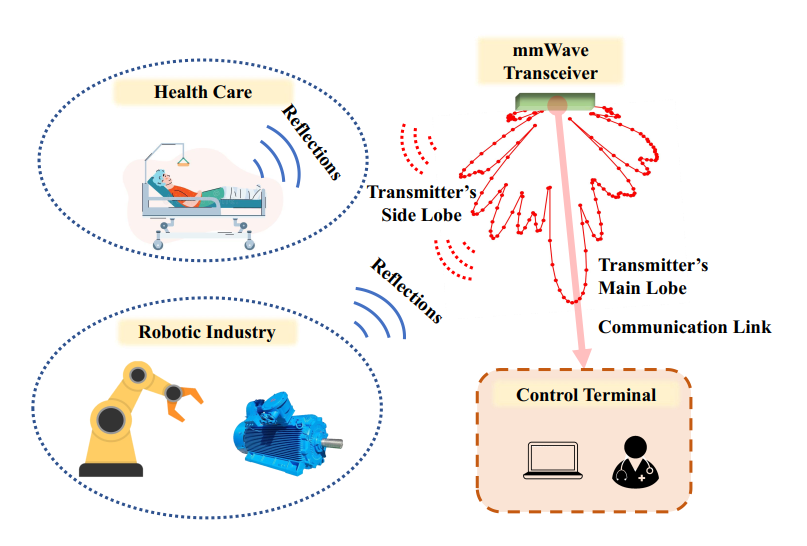 mmWave
Transceiver
Health Care
Reflections
Transmitter's
Side Lobe
Reflections
Transmitter's
Main Lobe
Communication Link
Robotic Industry
Control Terminal